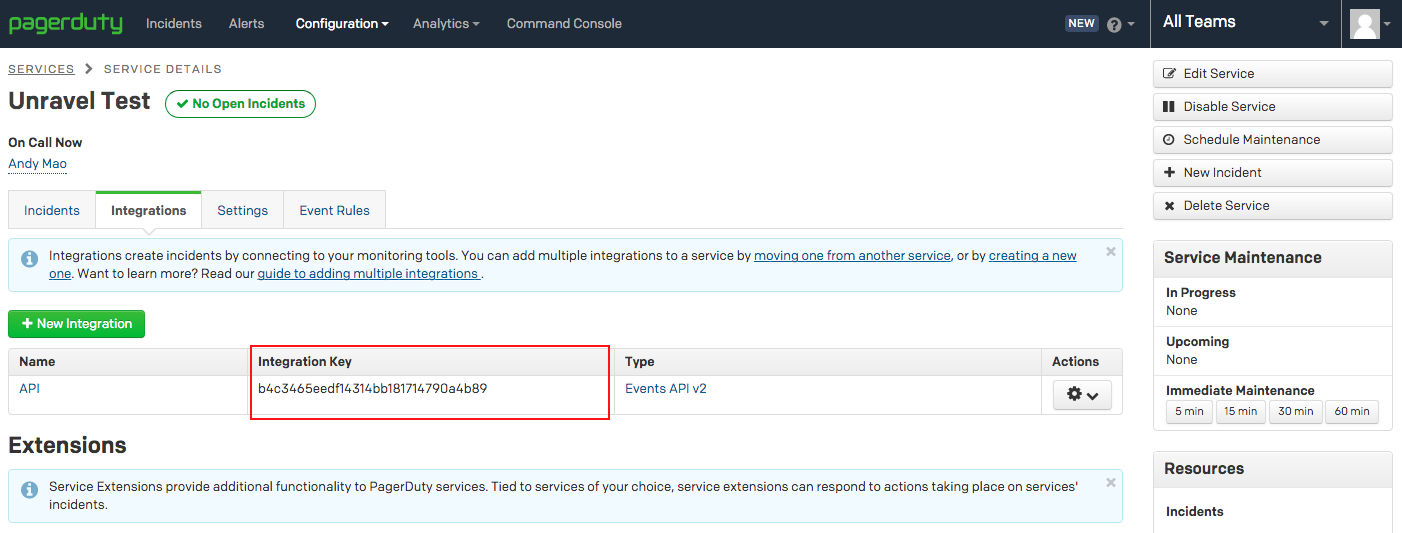 pagerduty Incidents Alerts Configuration Analytics Command Console NEW ? All Teams
SERVICES > SERVICE DETAILS
Unravel Test No Open Incidents
On Call Now
Andy Mao
Incidents Integrations Settings Event Rules
Integrations create incidents by connecting to your monitoring tools. You can add multiple integrations to a service by moving one from another service, or by creating a new
one. Want to learn more? Read our guide to adding multiple integrations .
+ New Integration
Name Integration Key Type Actions
API b4c3465eedf14314bb181714790a4b89 Events API v2
Extensions
Service Extensions provide additional functionality to PagerDuty services. Tied to services of your choice, service extensions can respond to actions taking place on services'
incidents.
Edit Service
Disable Service
Schedule Maintenance
New Incident
Delete Service
Service Maintenance
In Progress
None
Upcoming
None
Immediate Maintenance
5 min 15 min 30 min 60 min
Resources
Incidents